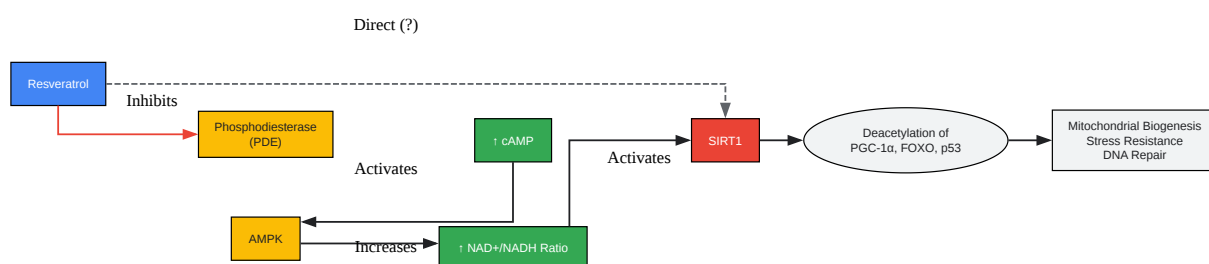 Direct (?)
Resveratrol
Inhibits
Phosphodiesterase
(PDE)
↑ cAMP
Activates
AMPK
Increases
↑ NAD+/NADH Ratio
Activates
SIRT1
Deacetylation of
PGC-1α, FOXO, p53
Mitochondrial Biogenesis
Stress Resistance
DNA Repair